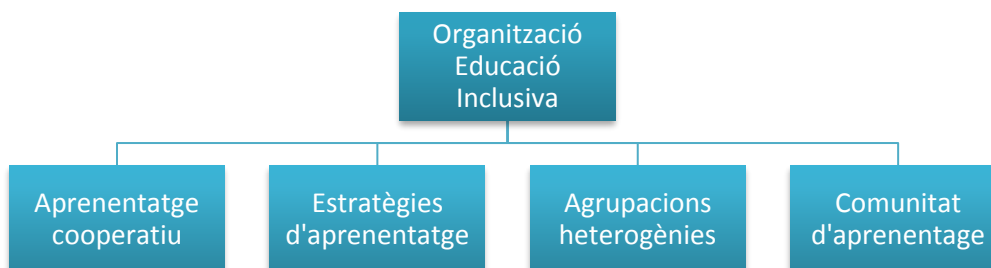 Organització
Educació
Inclusiva
Aprenentatge
cooperatiu
Estratègies
d'aprenentatge
Agrupacions
heterogènies
Comunitat
d'aprenentage